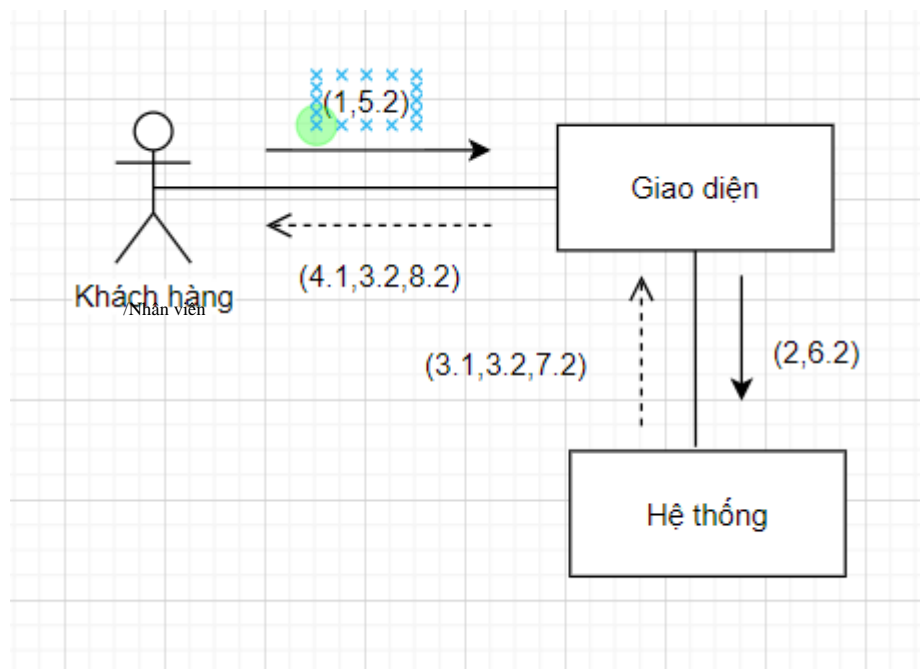 (1,5.2)
Giao diện
(4.1,3.2,8.2)
Khách hàng
/Nhân viên
(3.1,3.2,7.2)
(2,6.2)
Hệ thống